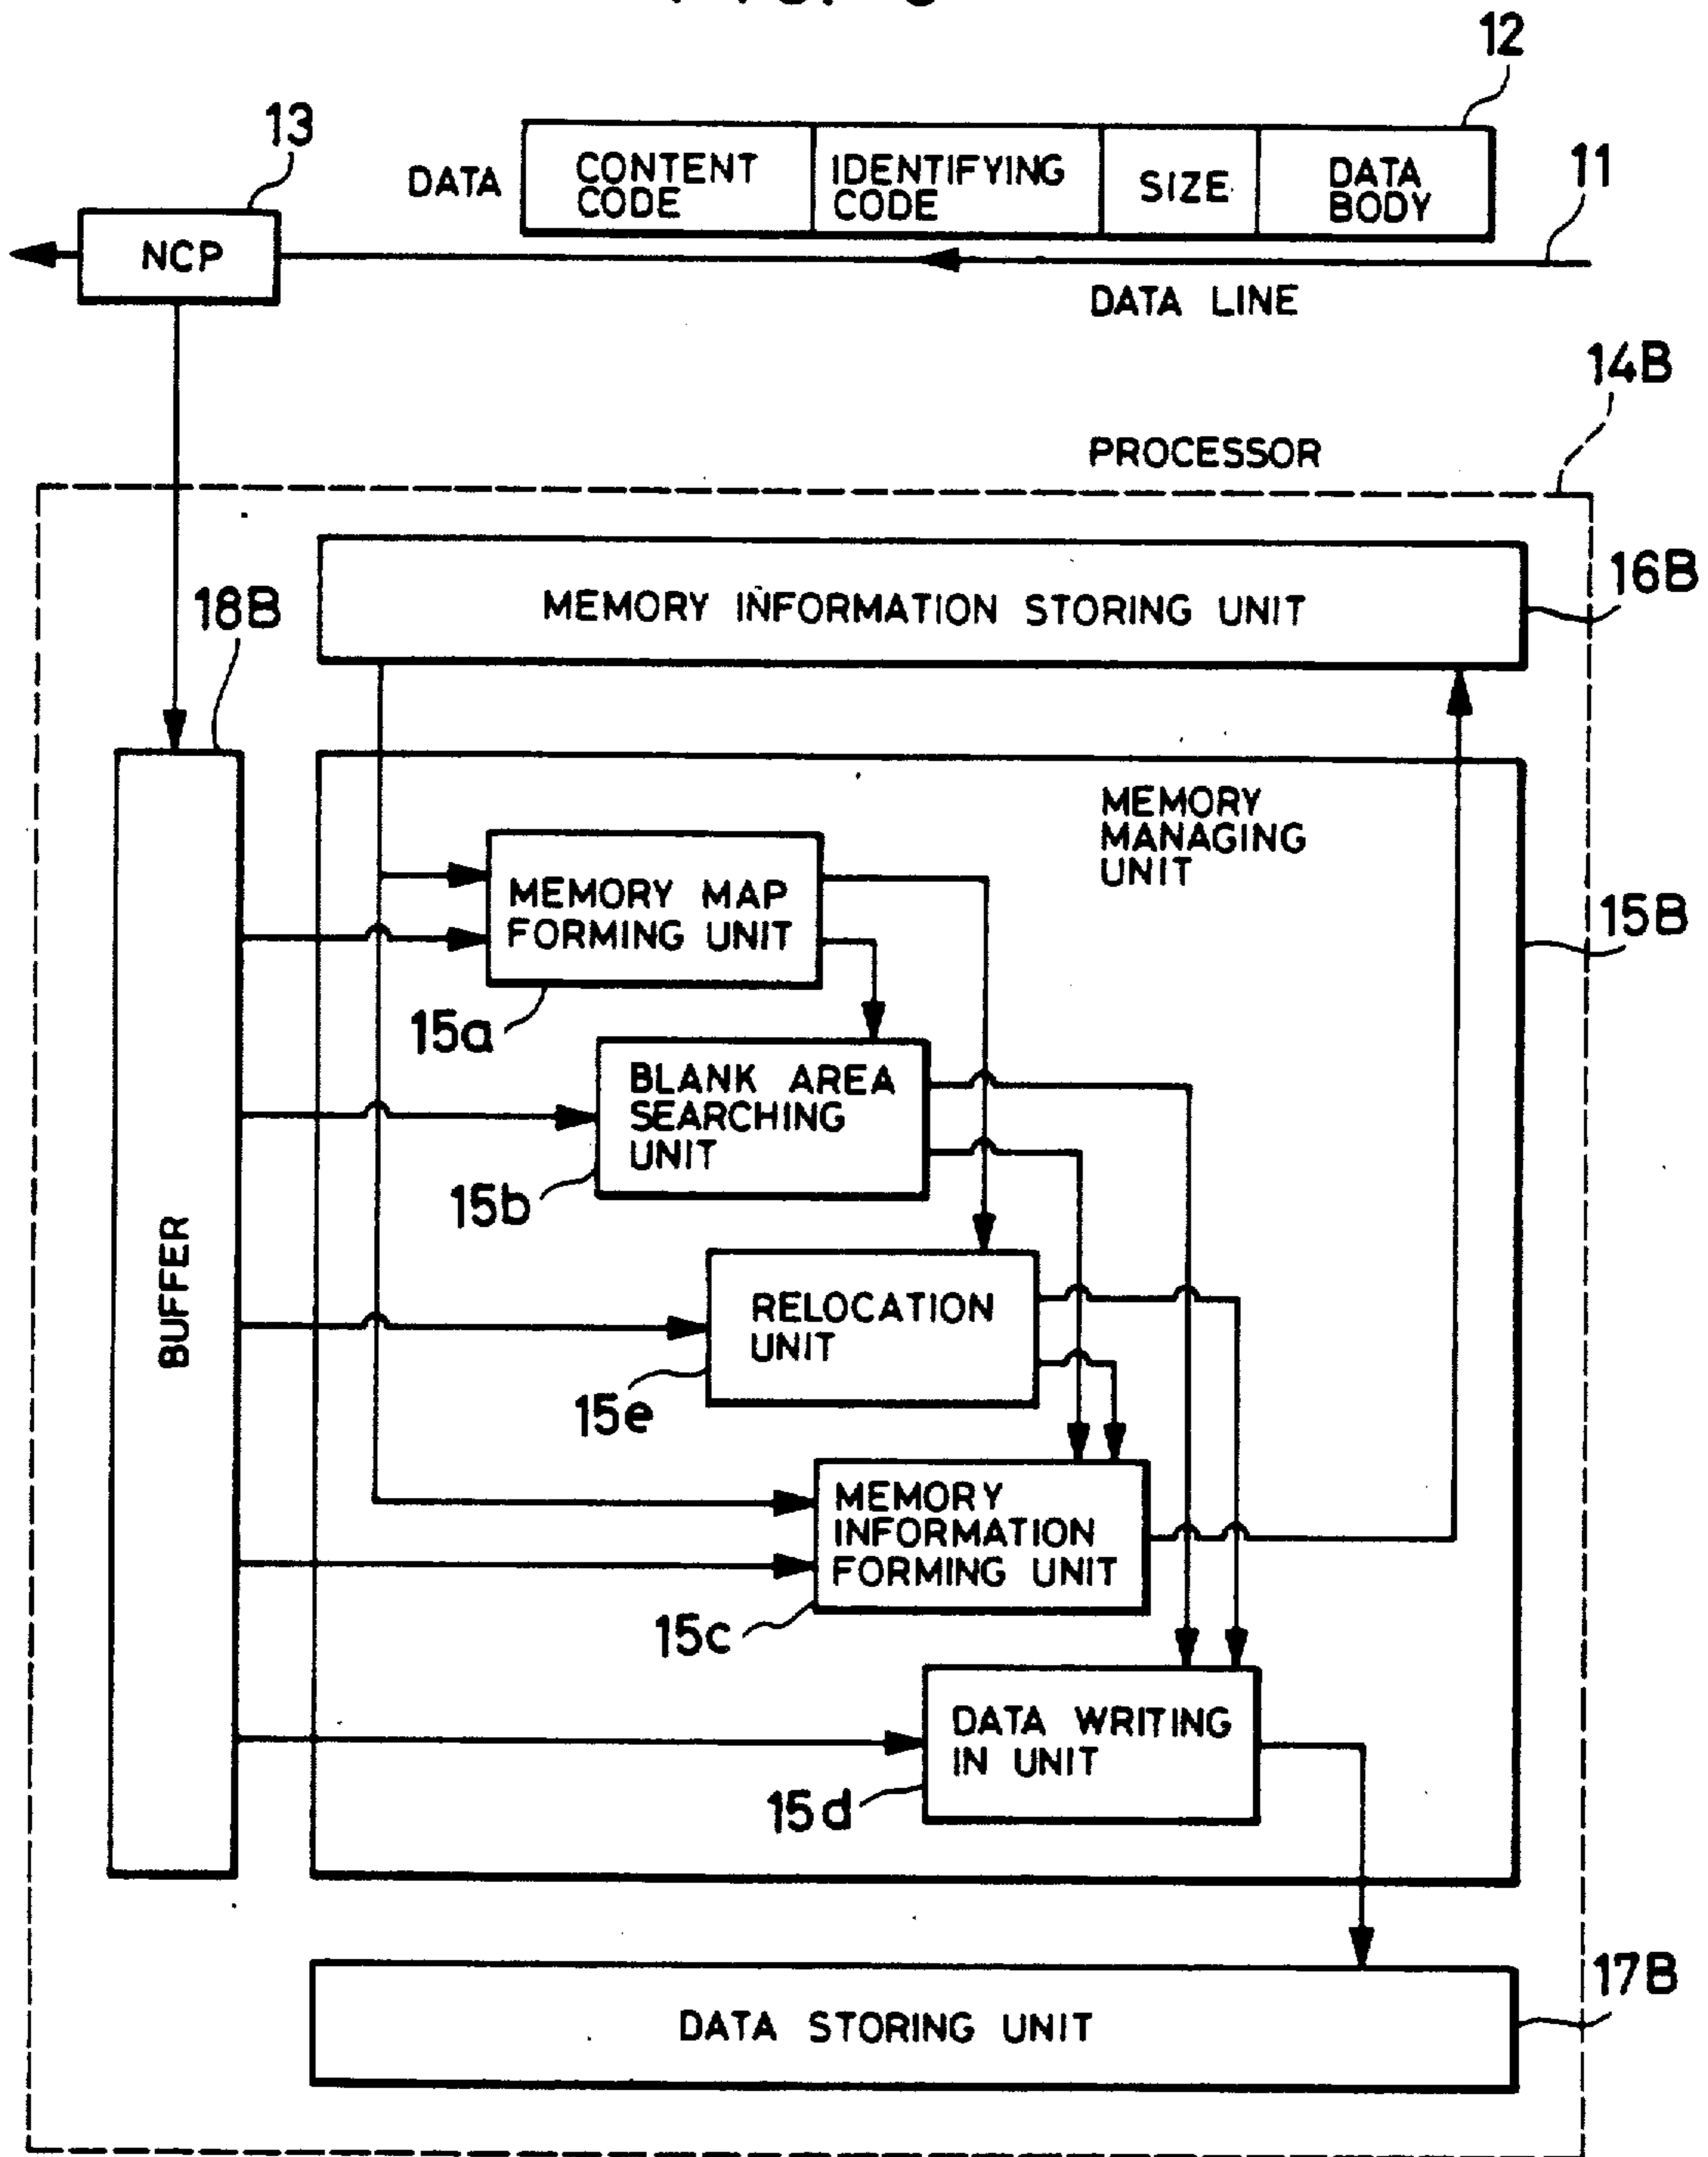 12
13
DATA
CONTENT
CODE
IDENTIFYING
CODE
SIZE
DATA
BODY
11
NCP
DATA LINE
14B
PROCESSOR
16B
MEMORY INFORMATION STORING UNIT
18B
MEMORY
MANAGING
UNIT
15B
MEMORY MAP
FORMING UNIT
15a
BLANK AREA
SEARCHING
UNIT
15b
BUFFER
RELOCATION
UNIT
15e
MEMORY
INFORMATION
FORMING UNIT
15c
DATA WRITING
IN UNIT
15d
17B
DATA STORING UNIT